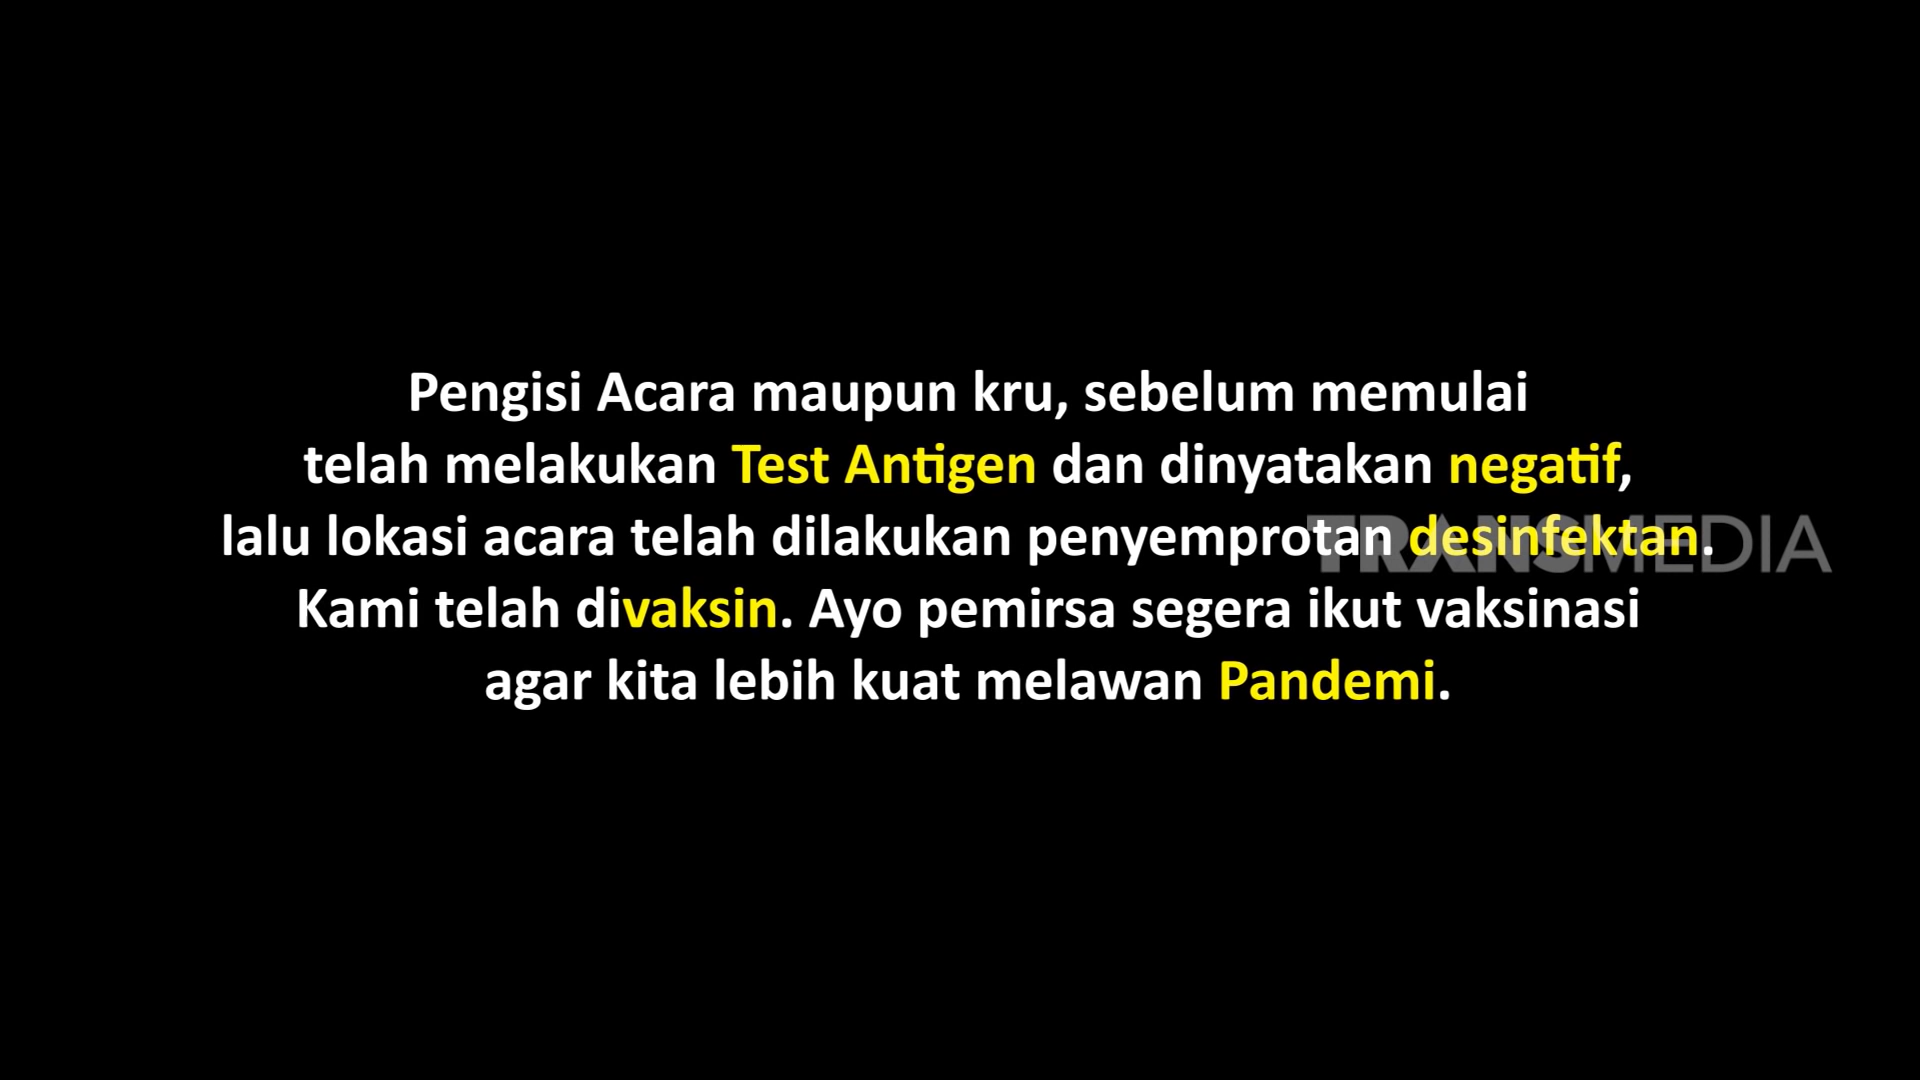 Pengisi Acara maupun kru, sebelum memulai
telah melakukan Test Antigen dan dinyatakan negatif,
lalu lokasi acara telah dilakukan penyemprotan desinfektan.
TRANSMEDIA
Kami telah divaksin. Ayo pemirsa segera ikut vaksinasi
agar kita lebih kuat melawan Pandemi.